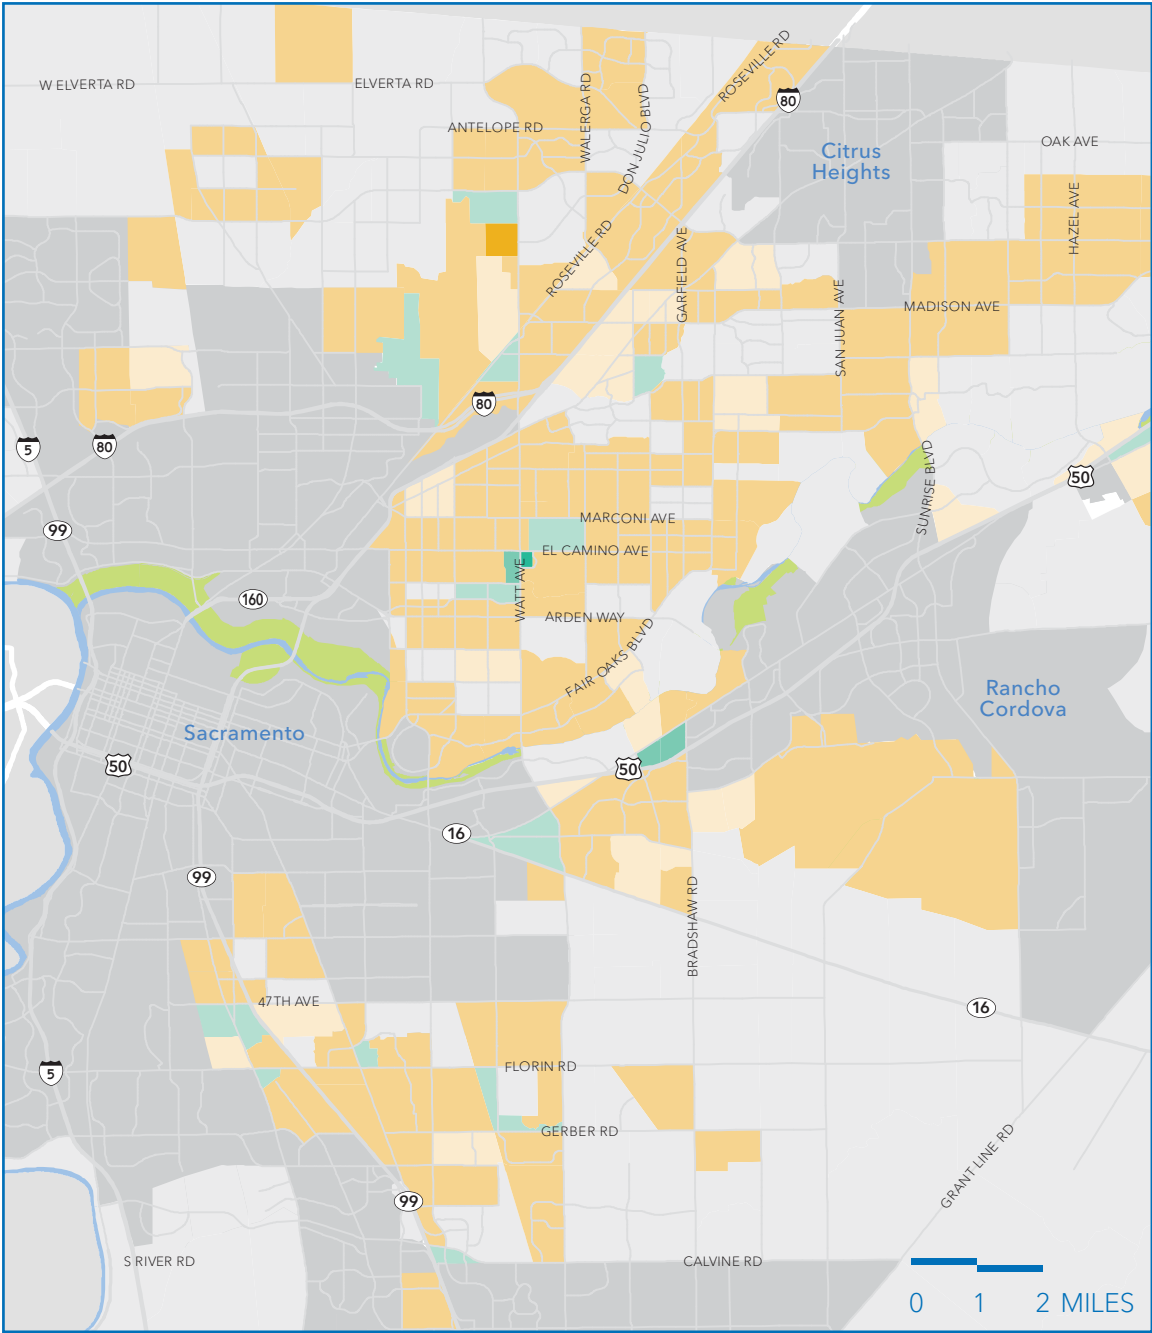 W ELVERTA RD
ELVERTA RD
ANTELOPE RD
WALERGA RD
DON JULIO BLVD
ROSEVILLE RD
80
Citrus
Heights
OAK AVE
HAZEL AVE
ROSEVILLE RD
GARFIELD AVE
SAN JUAN AVE
MADISON AVE
80
5
80
99
SUNRISE BLVD
50
MARCONI AVE
EL CAMINO AVE
WATT AVE
160
ARDEN WAY
FAIR OAKS BLVD
Rancho
Cordova
Sacramento
50
50
16
99
BRADSHAW RD
47TH AVE
16
5
FLORIN RD
GERBER RD
GRANT LINE RD
99
S RIVER RD
CALVINE RD
0 1 2 MILES